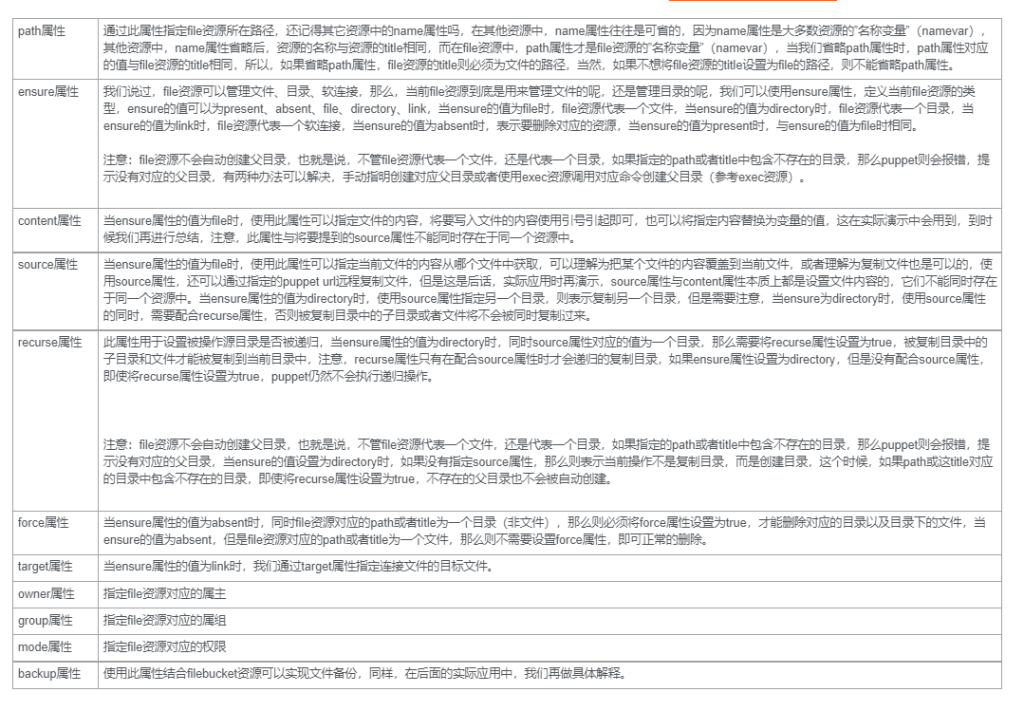 path属性
通过此属性指定file资源所在路径，还记得其它资源中的name属性吗，在其他资源中，name属性往往是可省的，因为name属性是大多数资源的"名称变量"（namevar），
其他资源中，name属性省略后，资源的名称与资源的title相同，而在file资源中，path属性才是file资源的"名称变量"（namevar），当我们省略path属性时，path属性对应
的值与file资源的title相同，所以，如果省略path属性，file资源的title则必须为文件的路径，当然，如果不想将file资源的title设置为file的路径，则不能省略path属性。
ensure属性
我们说过，file资源可以管理文件、目录、软连接，那么，当前file资源到底是用来管理文件的呢，还是管理目录的呢，我们可以使用ensure属性，定义当前file资源的类
型，ensure的值可以为present、absent、file、directory、link，当ensure的值为file时，file资源代表一个文件，当ensure的值为directory时，file资源代表一个目录，当
ensure的值为link时，file资源代表一个软连接，当ensure的值为absent时，表示要删除对应的资源，当ensure的值为present时，与ensure的值为file时相同。
注意：file资源不会自动创建父目录，也就是说，不管file资源代表一个文件，还是代表一个目录，如果指定的path或者title中包含不存在的目录，那么puppet则会报错，提
示没有对应的父目录，有两种办法可以解决，手动指明创建对应父目录或者使用exec资源调用对应命令创建父目录（参考exec资源）。
content属性
当ensure属性的值为file时，使用此属性可以指定文件的内容，将要写入文件的内容使用引号引起即可，也可以将指定内容替换为变量的值，这在实际演示中会用到，到时
候我们再进行总结，注意，此属性与将要提到的source属性不能同时存在于同一个资源中。
source属性
当ensure属性的值为file时，使用此属性可以指定当前文件的内容从哪个文件中获取，可以理解为把某个文件的内容覆盖到当前文件，或者理解为复制文件也是可以的，使
用source属性，还可以通过指定的puppet url远程复制文件，但是这是后话，实际应用时再演示，source属性与content属性本质上都是设置文件内容的，它们不能同时存在
于同一个资源中。当ensure属性的值为directory时，使用source属性指定另一个目录，则表示复制另一个目录，但是需要注意，当ensure为directory时，使用source属性
的同时，需要配合recurse属性，否则被复制目录中的子目录或者文件将不会被同时复制过来。
recurse属性
此属性用于设置被操作源目录是否被递归，当ensure属性的值为directory时，同时source属性对应的值为一个目录，那么需要将recurse属性设置为true，被复制目录中的
子目录和文件才能被复制到当前目录中，注意，recurse属性只有在配合source属性时才会递归的复制目录，如果ensure属性设置为directory，但是没有配合source属性，
即使将recurse属性设置为true，puppet仍然不会执行递归操作。
注意：file资源不会自动创建父目录，也就是说，不管file资源代表一个文件，还是代表一个目录，如果指定的path或者title中包含不存在的目录，那么puppet则会报错，提
示没有对应的父目录，当ensure的值设置为directory时，如果没有指定source属性，那么则表示当前操作不是复制目录，而是创建目录，这个时候，如果path或这title对应
的目录中包含不存在的目录，即使将recurse属性设置为true，不存在的父目录也不会被自动创建。
force属性
当ensure属性的值为absent时，同时file资源对应的path或者title为一个目录（非文件），那么则必须将force属性设置为true，才能删除对应的目录以及目录下的文件，当
ensure的值为absent，但是file资源对应的path或者title为一个文件，那么则不需要设置force属性，即可正常的删除。
target属性
当ensure属性的值为link时，我们通过target属性指定连接文件的目标文件。
owner属性
指定file资源对应的属主
group属性
指定file资源对应的属组
mode属性
指定file资源对应的权限
backup属性
使用此属性结合filebucket资源可以实现文件备份，同样，在后面的实际应用中，我们再做具体解释。